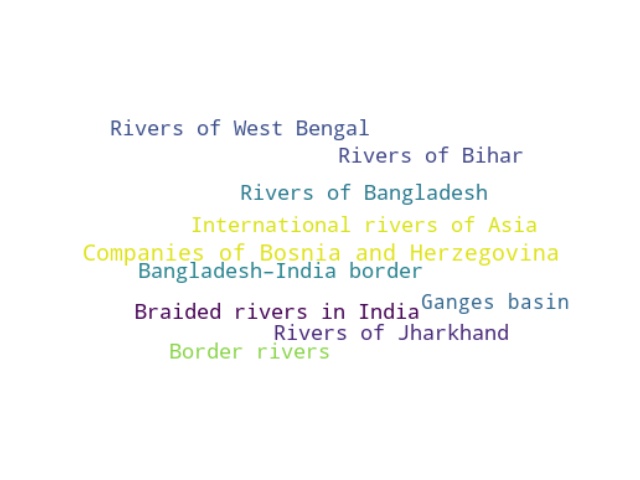 Rivers of West Bengal
Rivers of Bihar
Rivers of Bangladesh
International rivers of Asia
Companies of Bosnia and Herzegovina
Bangladesh–India border
Ganges basin
Braided rivers in India
Rivers of Jharkhand
Border rivers